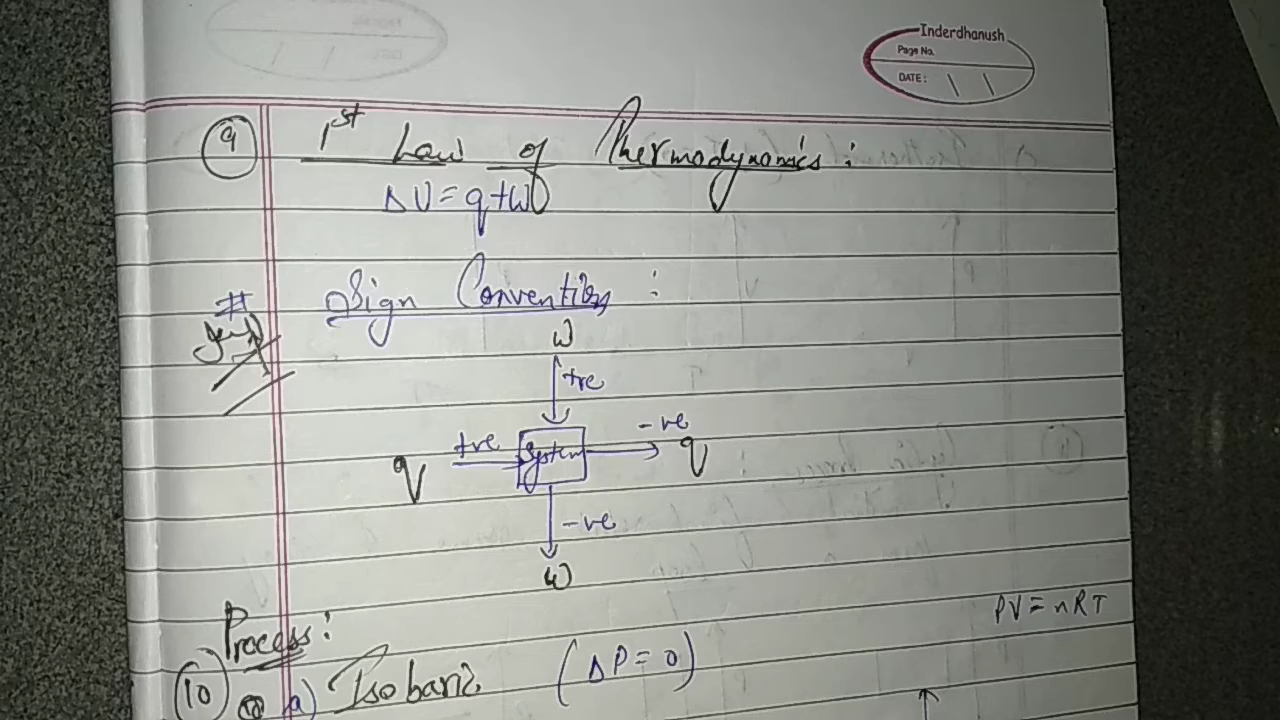 Inderdhanush
Page No.
DATE:
9 1st Law of Thermodynamics :
ΔU = q+W
# Sign Convention :
W
+ve
q +ve System -ve q
-ve
W
PV = nRT
Process :
10 a) Isobaric (ΔP = 0)